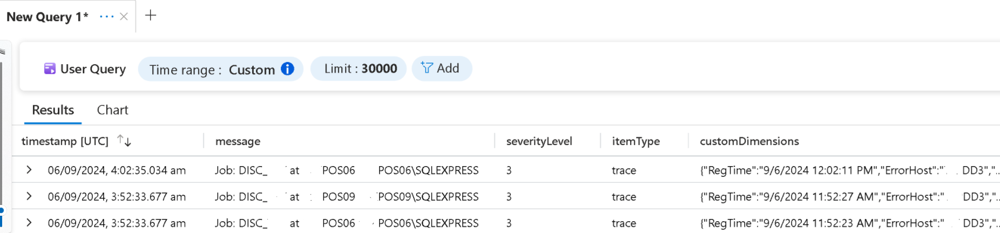 New Query 1* ··· × +
User Query Time range : Custom Limit : 30000 Add
Results Chart
timestamp [UTC] message severityLevel itemType customDimensions
06/09/2024, 4:02:35.034 am Job: DISC_ at POS06 POS06\SQLEXPRESS 3 trace {"RegTime":"9/6/2024 12:02:11 PM","ErrorHost":" DD3","...
06/09/2024, 3:52:33.677 am Job: DISC_ at POS09 POS09\SQLEXPRESS 3 trace {"RegTime":"9/6/2024 11:52:27 AM","ErrorHost":" DD3","...
06/09/2024, 3:52:33.677 am Job: DISC_ at POS06 POS06\SQLEXPRESS 3 trace {"RegTime":"9/6/2024 11:52:23 AM","ErrorHost":" DD3","...